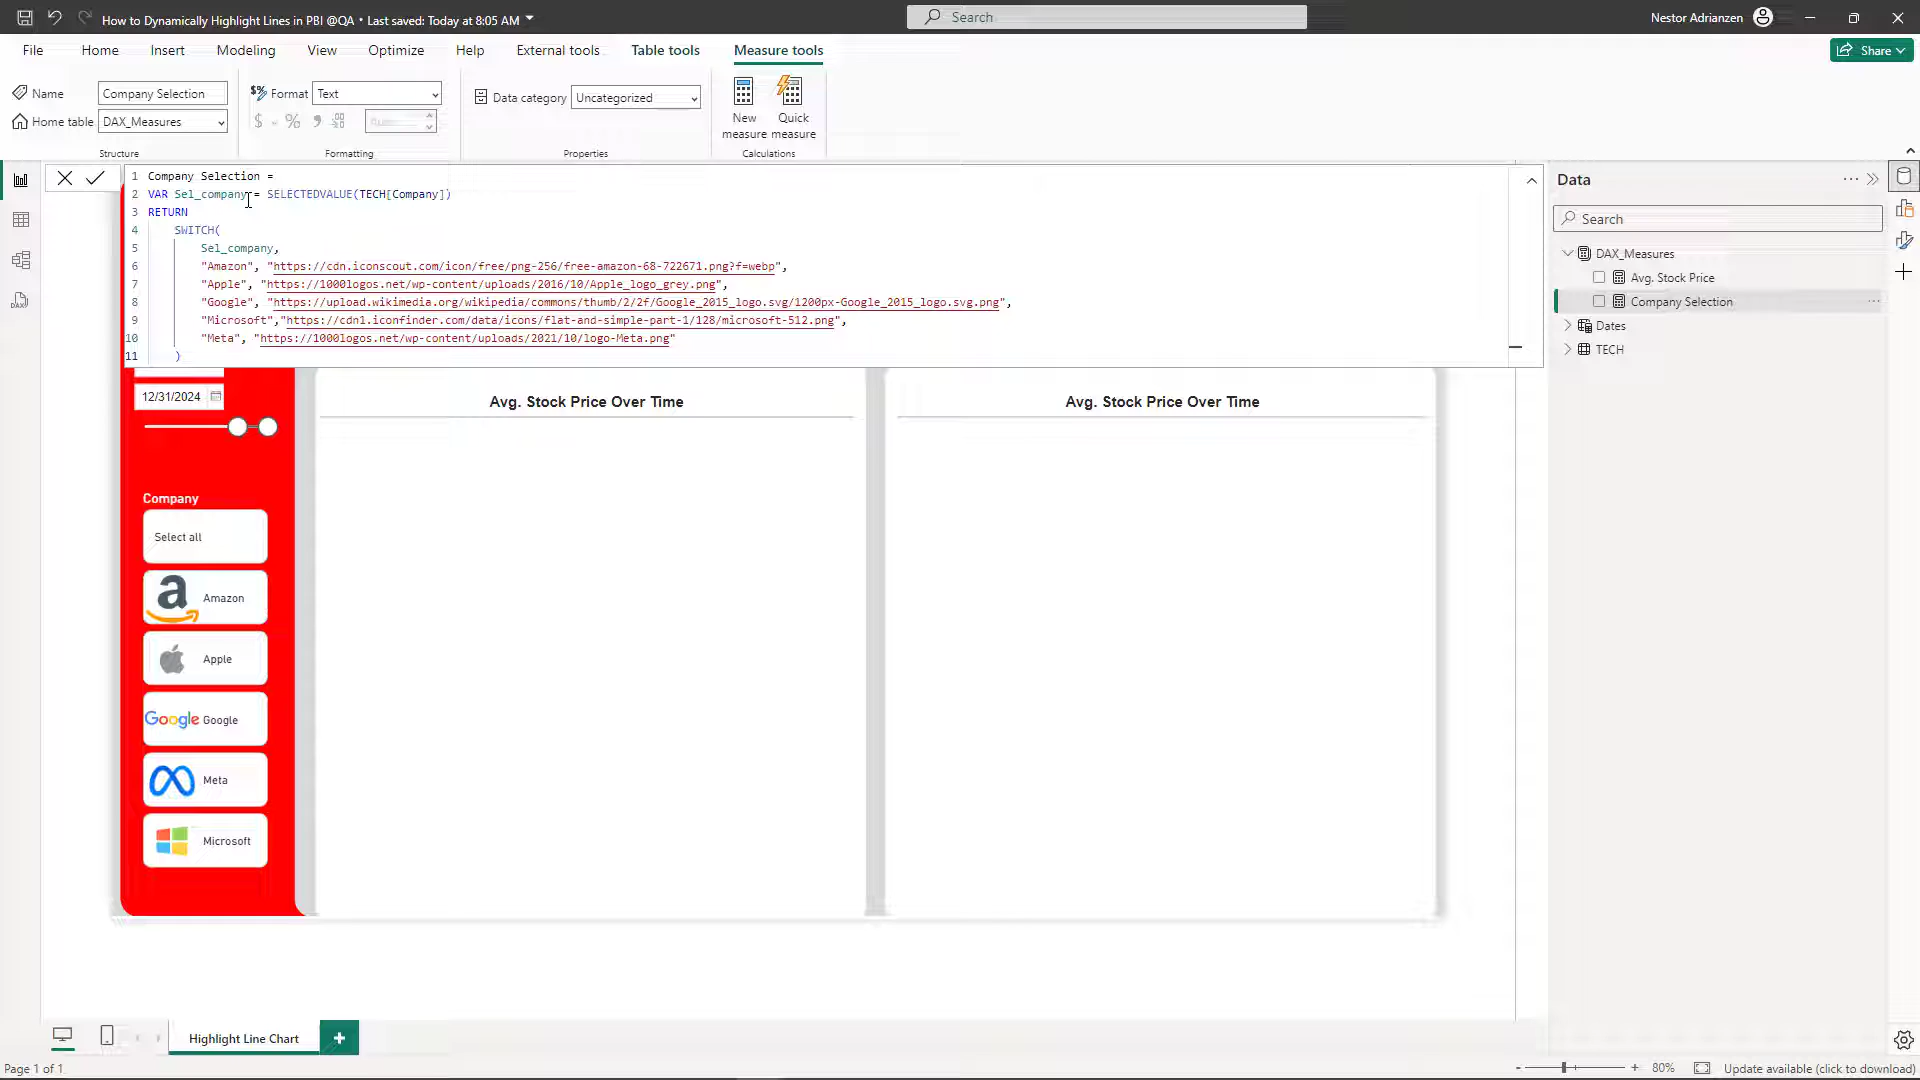 How to Dynamically Highlight Lines in PBI @QA • Last saved: Today at 8:05 AM
Search
Nestor Adrianzen
File Home Insert Modeling View Optimize Help External tools Table tools Measure tools
Share
Name Company Selection
Home table DAX_Measures
Structure
Format Text
$ % Auto
Formatting
Data category Uncategorized
Properties
New measure
Quick measure
Calculations
1 Company Selection =
2 VAR Sel_company = SELECTEDVALUE(TECH[Company])
3 RETURN
4 SWITCH(
5 Sel_company,
6 "Amazon", "https://cdn.iconscout.com/icon/free/png-256/free-amazon-68-722671.png?f=webp",
7 "Apple", "https://1000logos.net/wp-content/uploads/2016/10/Apple_logo_grey.png",
8 "Google", "https://upload.wikimedia.org/wikipedia/commons/thumb/2/2f/Google_2015_logo.svg/1200px-Google_2015_logo.svg.png",
9 "Microsoft","https://cdn1.iconfinder.com/data/icons/flat-and-simple-part-1/128/microsoft-512.png",
10 "Meta", "https://1000logos.net/wp-content/uploads/2021/10/logo-Meta.png"
11 )
12/31/2024
Company
Select all
a Amazon
Apple
Google Google
Meta
Microsoft
Avg. Stock Price Over Time
Avg. Stock Price Over Time
Data
Search
DAX_Measures
Avg. Stock Price
Company Selection
Dates
TECH
DAX
Highlight Line Chart
Page 1 of 1
80%
Update available (click to download)